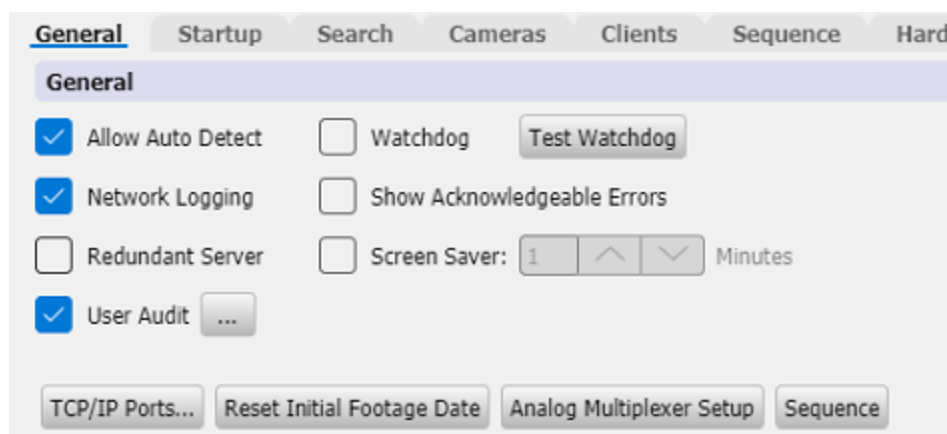 General Startup Search Cameras Clients Sequence Hard
General
Allow Auto Detect Watchdog Test Watchdog
Network Logging Show Acknowledgeable Errors
Redundant Server Screen Saver: 1 Minutes
User Audit ...
TCP/IP Ports... Reset Initial Footage Date Analog Multiplexer Setup Sequence